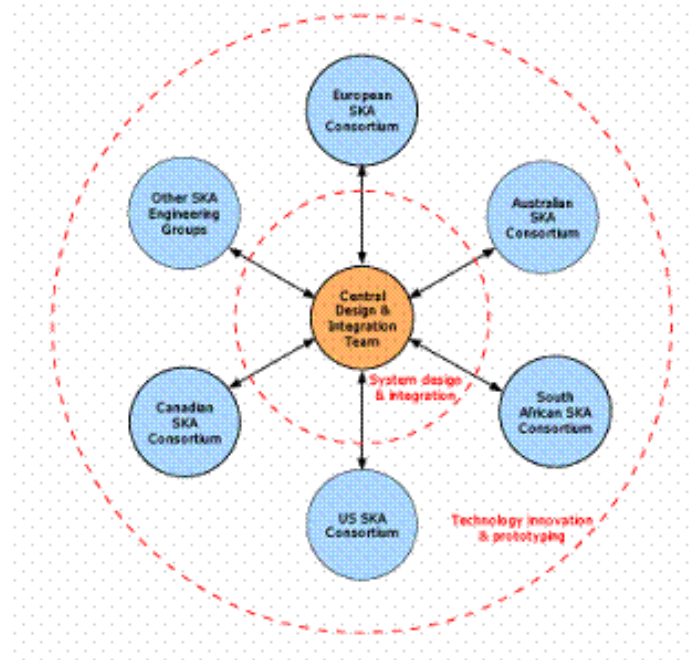 European
SKA
Consortium
Other SKA
Engineering
Groups
Australian
SKA
Consortium
Central
Design &
Integration
Team
System design
& integration
Canadian
SKA
Consortium
South
African SKA
Consortium
US SKA
Consortium
Technology innovation
& prototyping